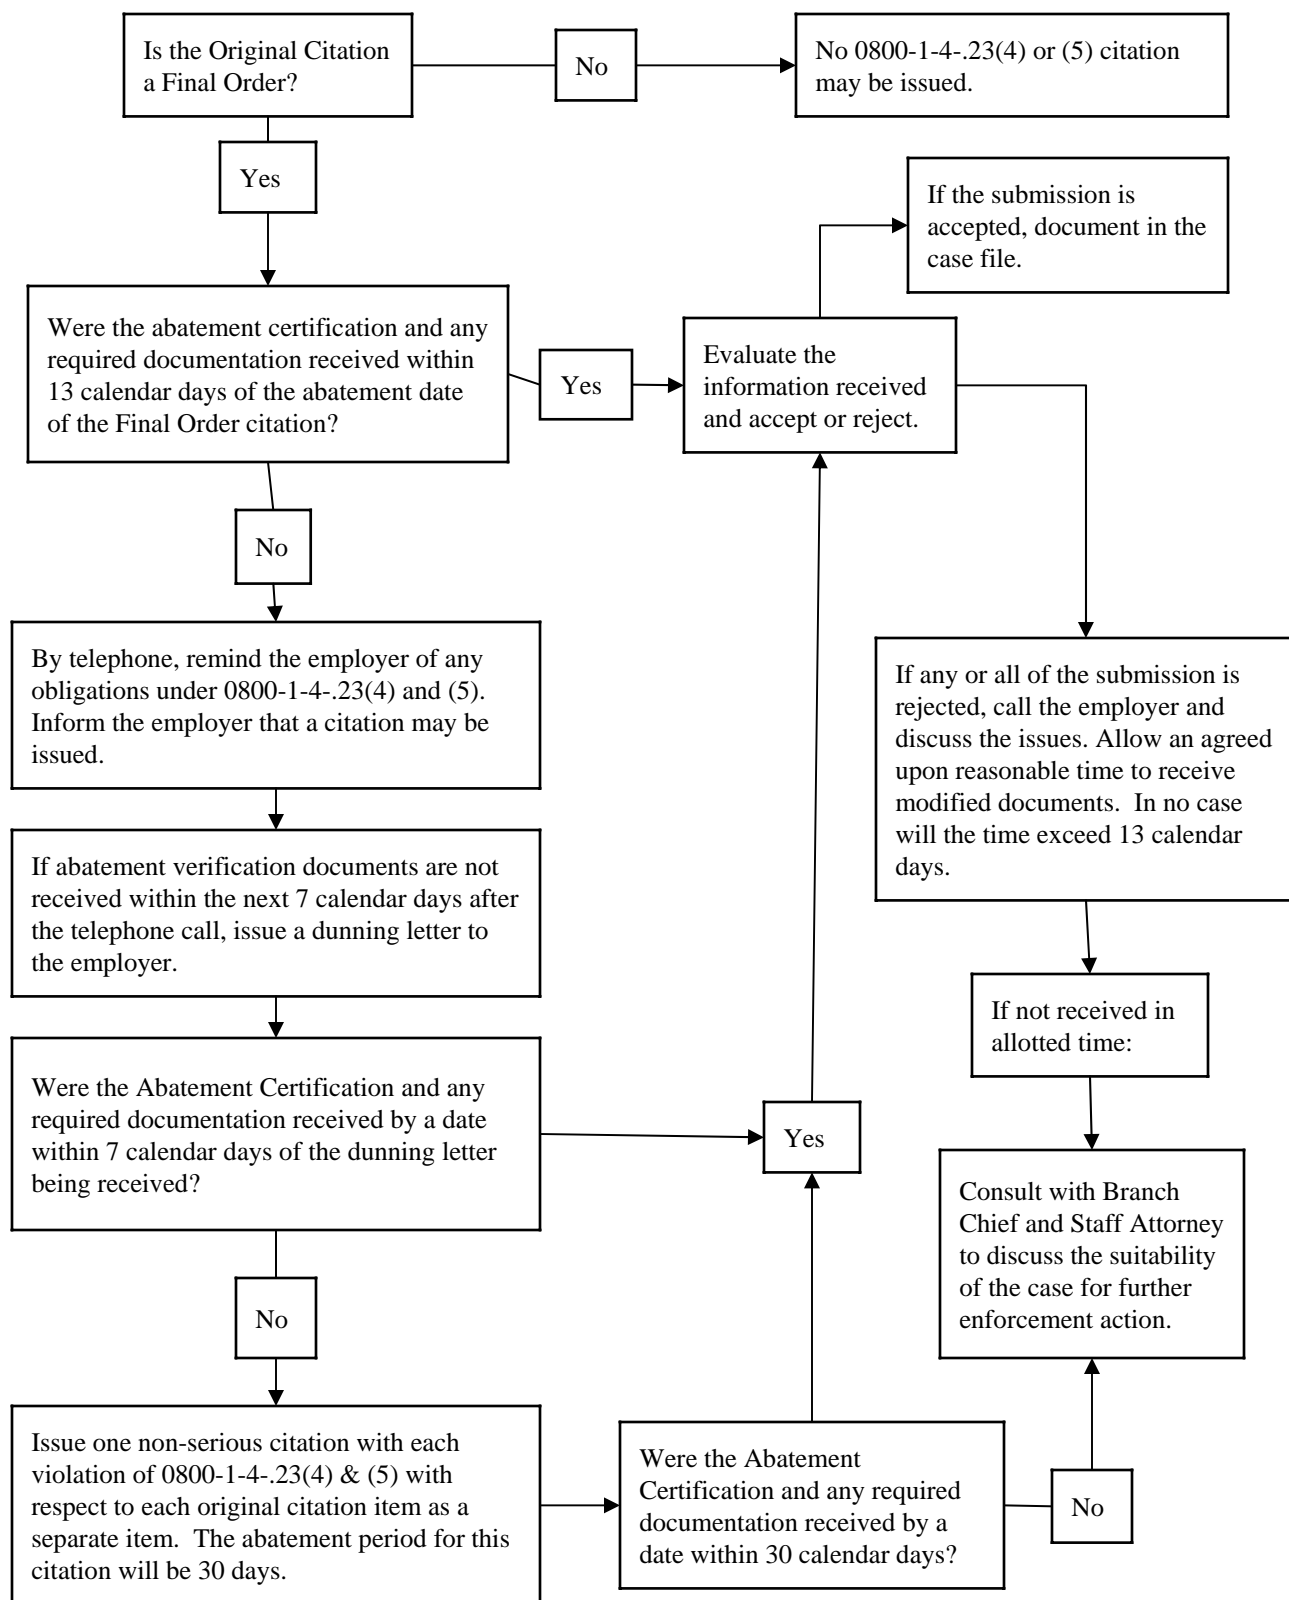 Is the Original Citation
a Final Order?
No
No 0800-1-4-.23(4) or (5) citation
may be issued.
Yes
If the submission is
accepted, document in the
case file.
Were the abatement certification and any
required documentation received within
13 calendar days of the abatement date
of the Final Order citation?
Yes
Evaluate the
information received
and accept or reject.
No
By telephone, remind the employer of any
obligations under 0800-1-4-.23(4) and (5).
Inform the employer that a citation may be
issued.
If any or all of the submission is
rejected, call the employer and
discuss the issues. Allow an agreed
upon reasonable time to receive
modified documents.  In no case
will the time exceed 13 calendar
days.
If abatement verification documents are not
received within the next 7 calendar days after
the telephone call, issue a dunning letter to
the employer.
If not received in
allotted time:
Were the Abatement Certification and any
required documentation received by a date
within 7 calendar days of the dunning letter
being received?
Yes
Consult with Branch
Chief and Staff Attorney
to discuss the suitability
of the case for further
enforcement action.
No
Issue one non-serious citation with each
violation of 0800-1-4-.23(4) & (5) with
respect to each original citation item as a
separate item.  The abatement period for this
citation will be 30 days.
Were the Abatement
Certification and any required
documentation received by a
date within 30 calendar days?
No